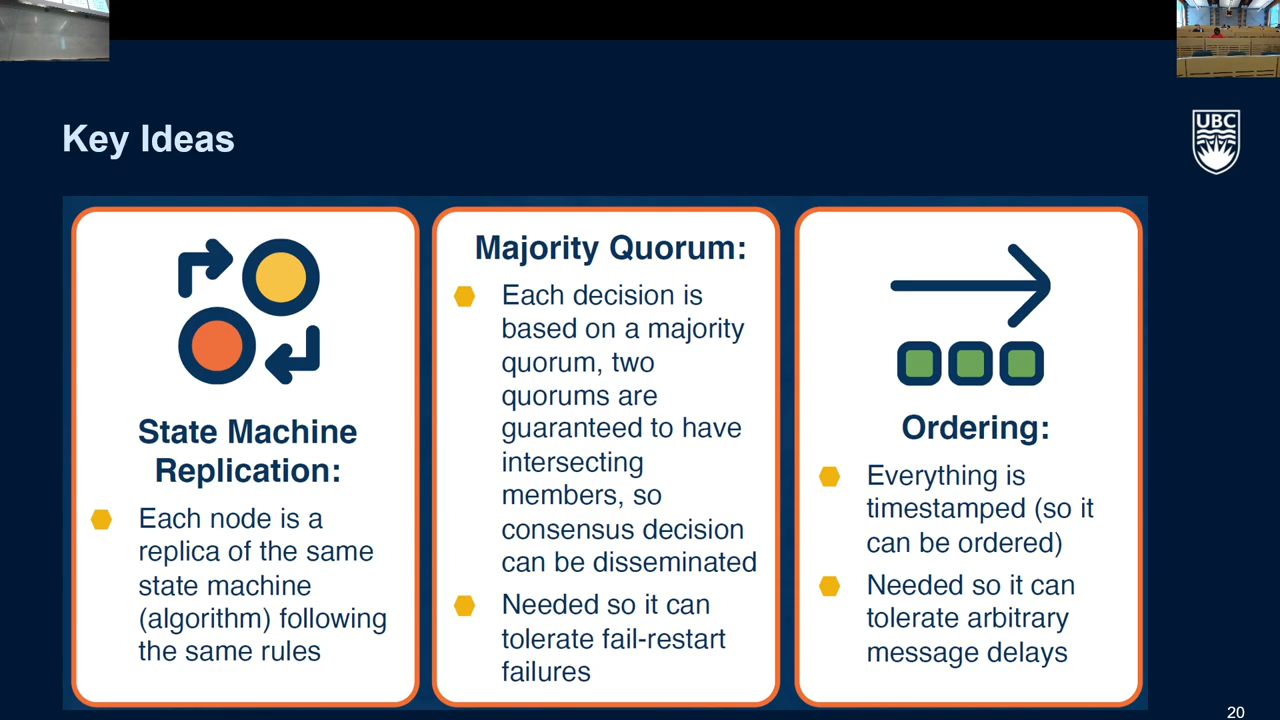 Key Ideas
UBC
State Machine
Replication:
Each node is a
replica of the same
state machine
(algorithm) following
the same rules
Majority Quorum:
Each decision is
based on a majority
quorum, two
quorums are
guaranteed to have
intersecting
members, so
consensus decision
can be disseminated
Needed so it can
tolerate fail-restart
failures
Ordering:
Everything is
timestamped (so it
can be ordered)
Needed so it can
tolerate arbitrary
message delays
20